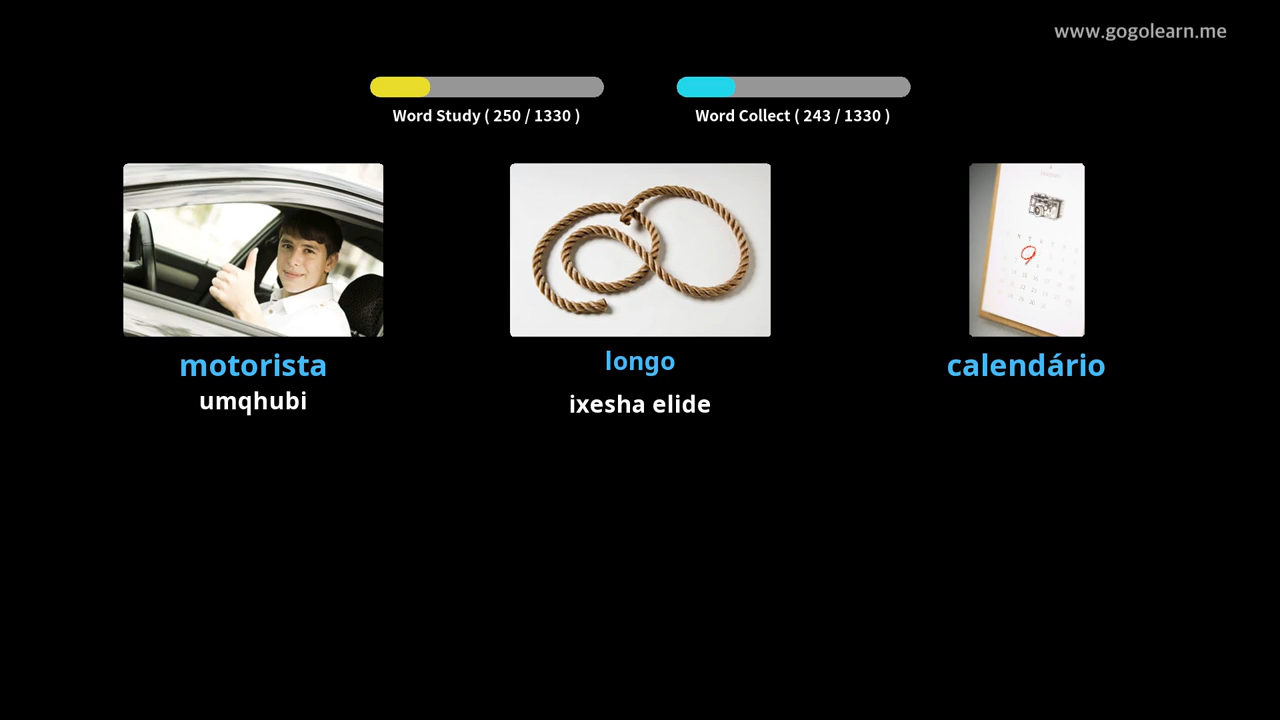 www.gogolearn.me
Word Study ( 250 / 1330 )
Word Collect ( 243 / 1330 )
motorista
umqhubi
longo
ixesha elide
calendário